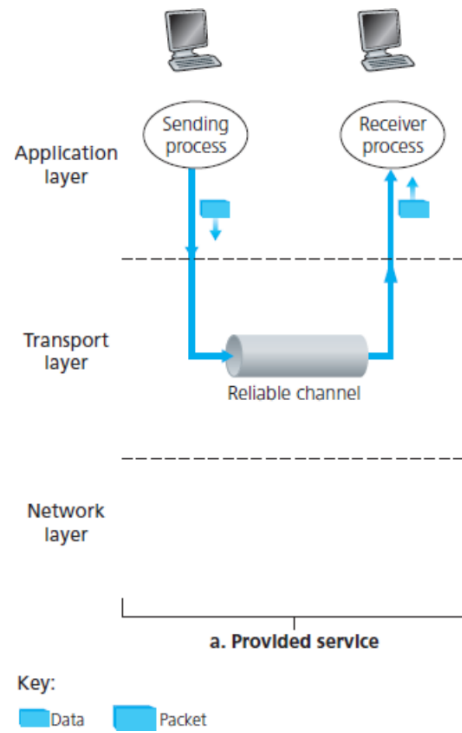 Sending
process
Receiver
process
Application
layer
Transport
layer
Reliable channel
Network
layer
a. Provided service
Key:
Data
Packet